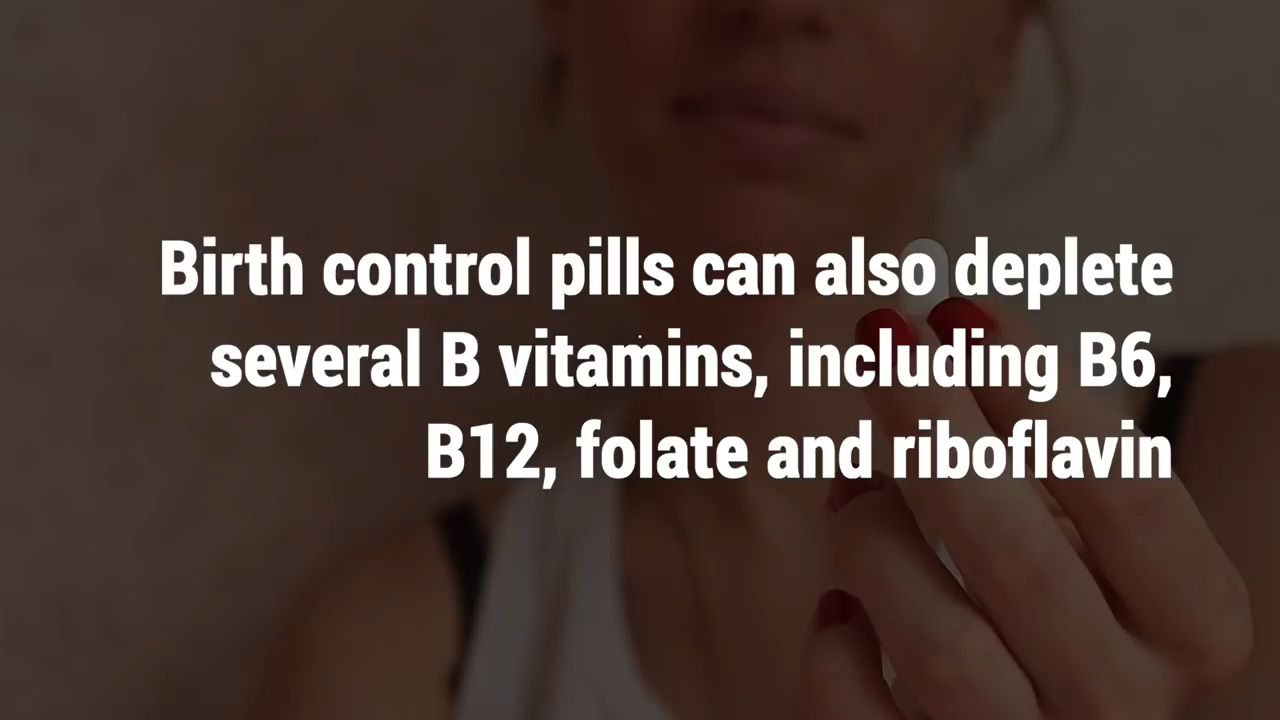 Birth control pills can also deplete
several B vitamins, including B6,
B12, folate and riboflavin